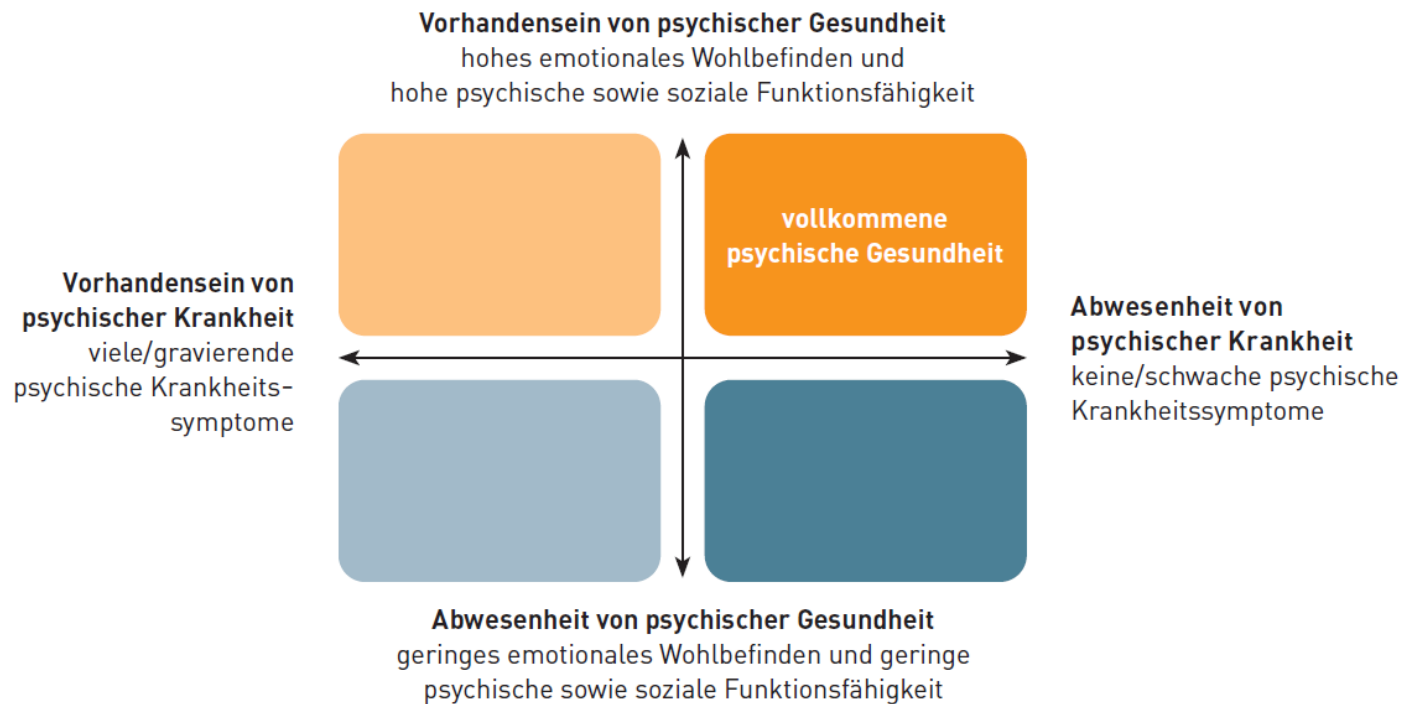 Vorhandensein von psychischer Gesundheit
hohes emotionales Wohlbefinden und
hohe psychische sowie soziale Funktionsfähigkeit
vollkommene
psychische Gesundheit
Vorhandensein von
psychischer Krankheit
viele/gravierende
psychische Krankheits-
symptome
Abwesenheit von
psychischer Krankheit
keine/schwache psychische
Krankheitssymptome
Abwesenheit von psychischer Gesundheit
geringes emotionales Wohlbefinden und geringe
psychische sowie soziale Funktionsfähigkeit